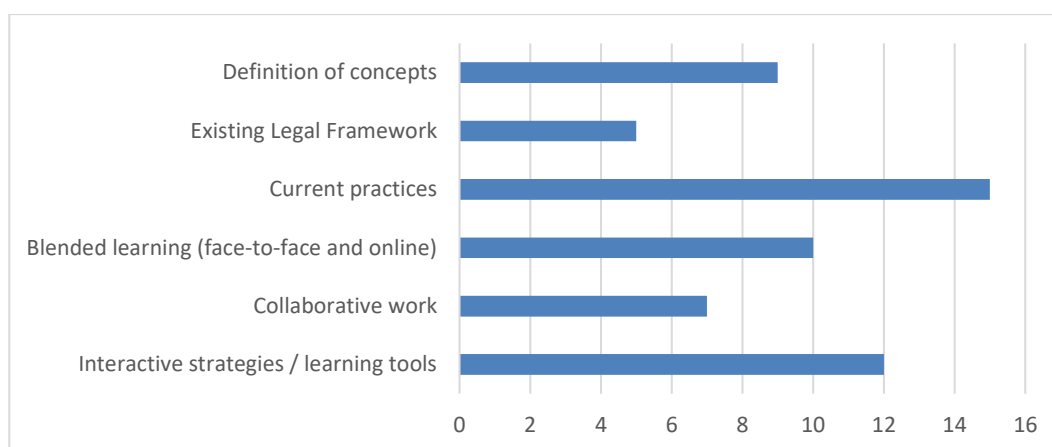 Definition of concepts
Existing Legal Framework
Current practices
Blended learning (face-to-face and online)
Collaborative work
Interactive strategies / learning tools
0 2 4 6 8 10 12 14 16